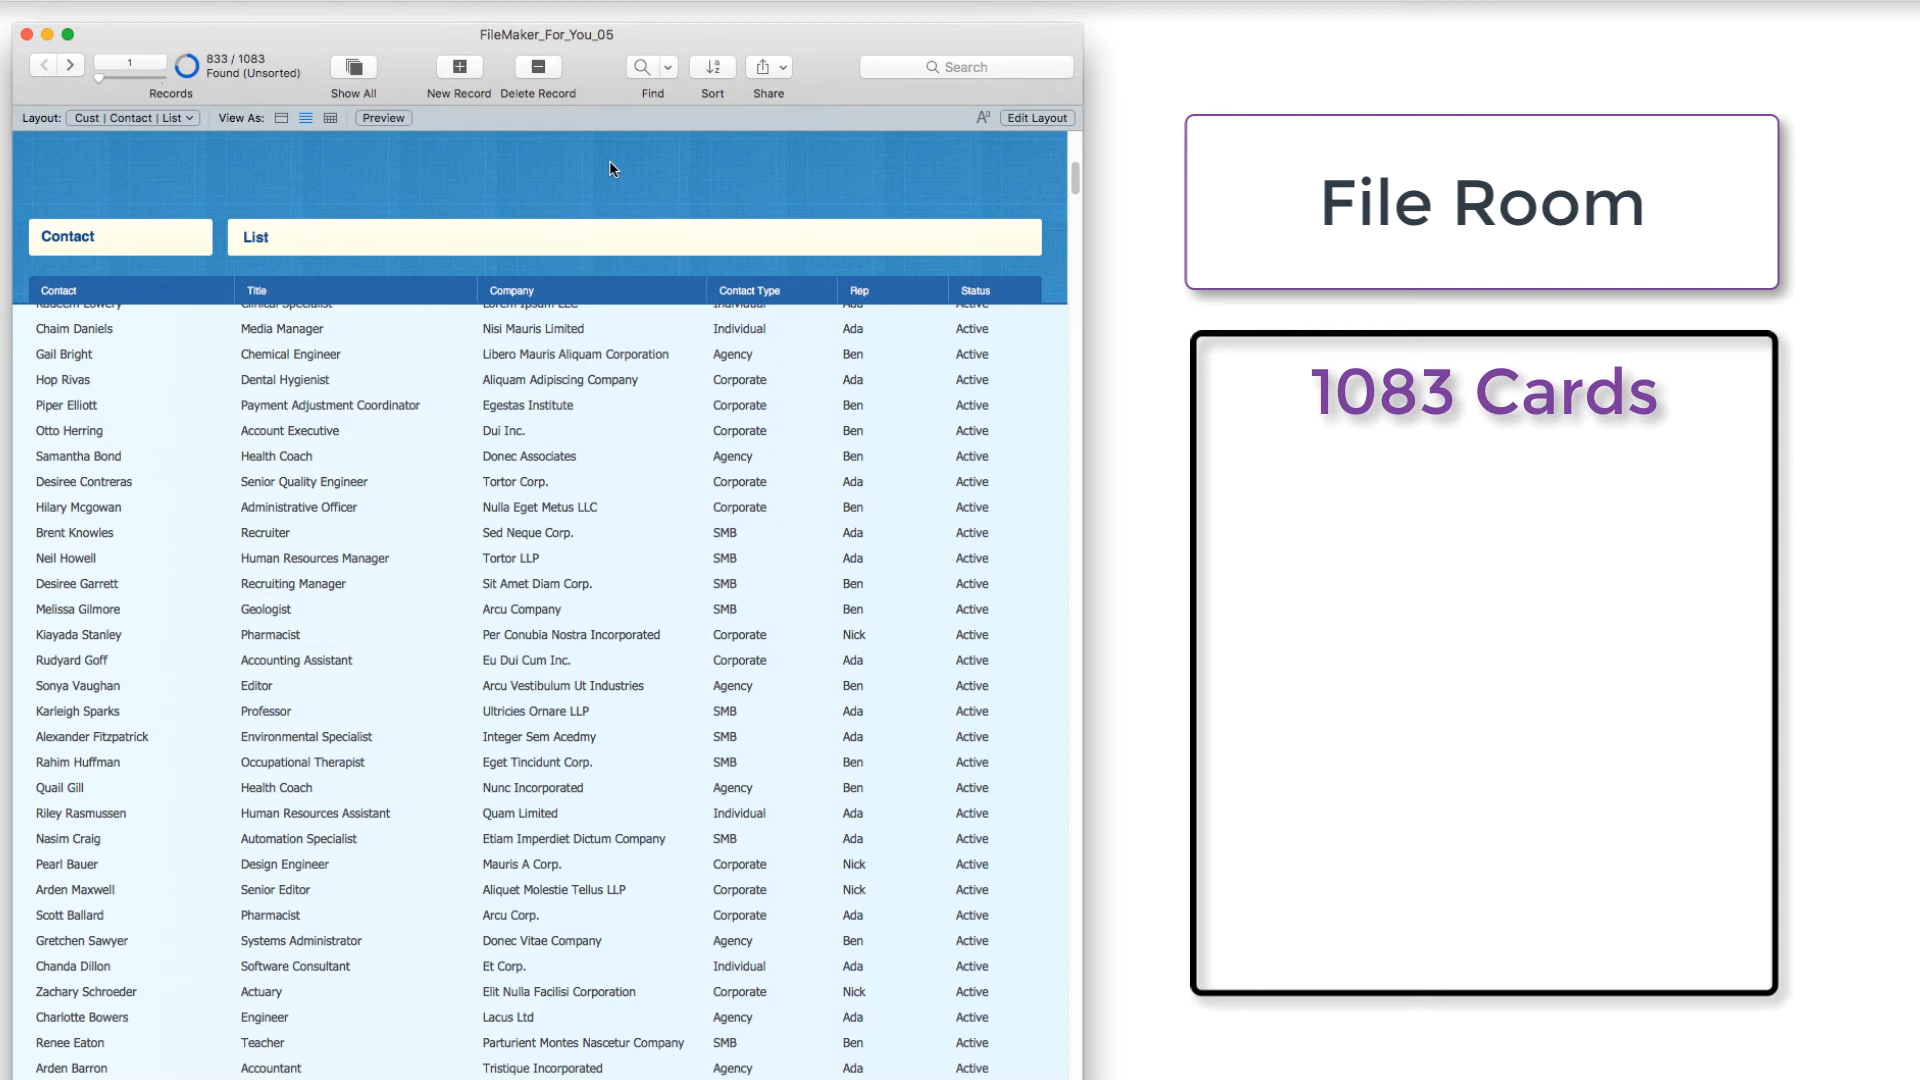 FileMaker_For_You_05
1
833 / 1083
Found (Unsorted)
Records
Show All
New Record
Delete Record
Find
Sort
Share
Search
Layout: Cust | Contact | List View As: Preview Aa Edit Layout
Contact
List
Contact Title Company Contact Type Rep Status
Kadeem Lowery Clinical Specialist Lorem Ipsum LLC Individual Ada Active
Chaim Daniels Media Manager Nisi Mauris Limited Individual Ada Active
Gail Bright Chemical Engineer Libero Mauris Aliquam Corporation Agency Ben Active
Hop Rivas Dental Hygienist Aliquam Adipiscing Company Corporate Ada Active
Piper Elliott Payment Adjustment Coordinator Egestas Institute Corporate Ben Active
Otto Herring Account Executive Dui Inc. Corporate Ben Active
Samantha Bond Health Coach Donec Associates Agency Ben Active
Desiree Contreras Senior Quality Engineer Tortor Corp. Corporate Ada Active
Hilary Mcgowan Administrative Officer Nulla Eget Metus LLC Corporate Ben Active
Brent Knowles Recruiter Sed Neque Corp. SMB Ada Active
Neil Howell Human Resources Manager Tortor LLP SMB Ada Active
Desiree Garrett Recruiting Manager Sit Amet Diam Corp. SMB Ben Active
Melissa Gilmore Geologist Arcu Company SMB Ben Active
Kiayada Stanley Pharmacist Per Conubia Nostra Incorporated Corporate Nick Active
Rudyard Goff Accounting Assistant Eu Dui Cum Inc. Corporate Ada Active
Sonya Vaughan Editor Arcu Vestibulum Ut Industries Agency Ben Active
Karleigh Sparks Professor Ultricies Ornare LLP SMB Ada Active
Alexander Fitzpatrick Environmental Specialist Integer Sem Acedmy SMB Ada Active
Rahim Huffman Occupational Therapist Eget Tincidunt Corp. SMB Ben Active
Quail Gill Health Coach Nunc Incorporated Agency Ben Active
Riley Rasmussen Human Resources Assistant Quam Limited Individual Ada Active
Nasim Craig Automation Specialist Etiam Imperdiet Dictum Company SMB Ada Active
Pearl Bauer Design Engineer Mauris A Corp. Corporate Nick Active
Arden Maxwell Senior Editor Aliquet Molestie Tellus LLP Corporate Nick Active
Scott Ballard Pharmacist Arcu Corp. Corporate Ada Active
Gretchen Sawyer Systems Administrator Donec Vitae Company Agency Ben Active
Chanda Dillon Software Consultant Et Corp. Individual Ada Active
Zachary Schroeder Actuary Elit Nulla Facilisi Corporation Corporate Nick Active
Charlotte Bowers Engineer Lacus Ltd Agency Ada Active
Renee Eaton Teacher Parturient Montes Nascetur Company SMB Ben Active
Arden Barron Accountant Tristique Incorporated Agency Ada Active
File Room
1083 Cards